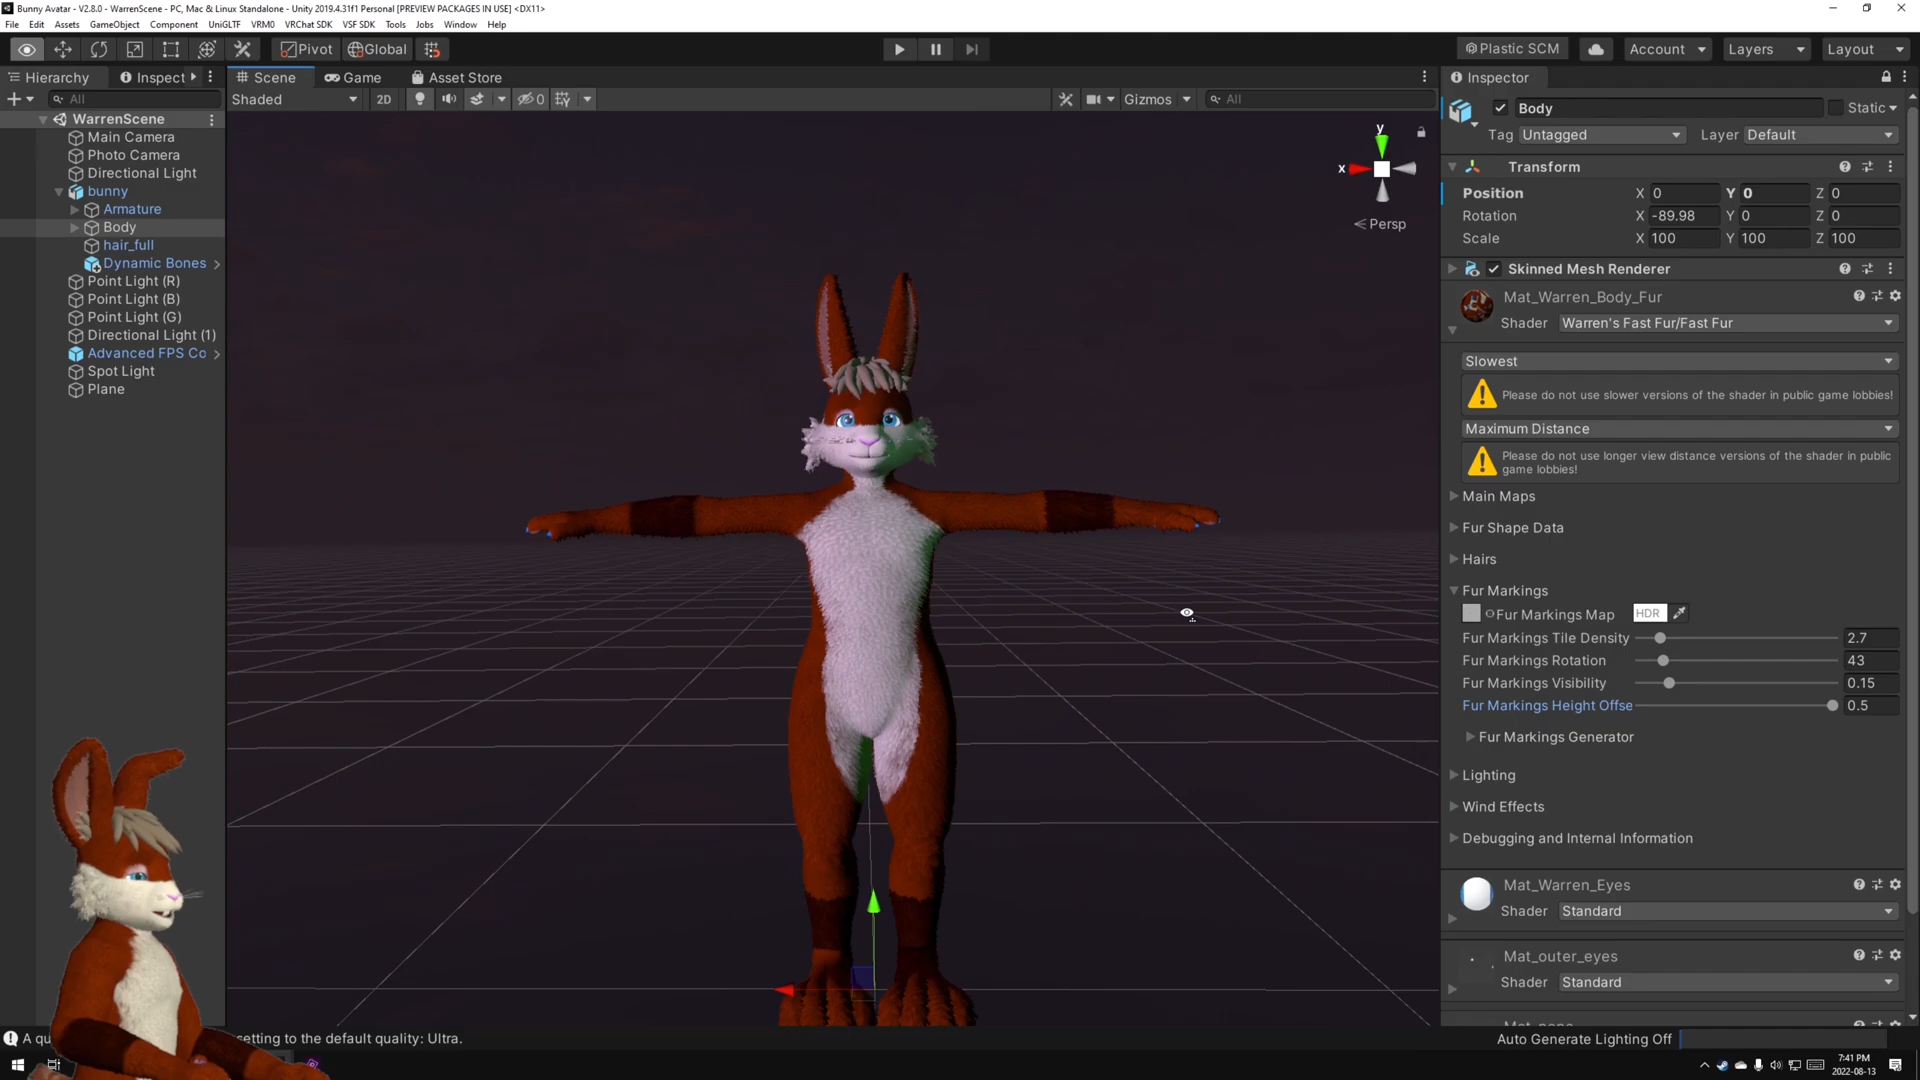 Bunny Avatar - V2.8.0 - WarrenScene - PC, Mac & Linux Standalone - Unity 2019.4.31f1 Personal [PREVIEW PACKAGES IN USE] <DX11>
File Edit Assets GameObject Component UniGLTF VRM0 VRChat SDK VSF SDK Tools Jobs Window Help
Pivot Global Plastic SCM Account Layers Layout
Hierarchy Inspect Scene Game Asset Store Inspector
All Shaded 2D 0 Gizmos All
WarrenScene
Main Camera
Photo Camera
Directional Light
bunny
Armature
Body
hair_full
Dynamic Bones
Point Light (R)
Point Light (B)
Point Light (G)
Directional Light (1)
Advanced FPS Co
Spot Light
Plane
y
x
Persp
Body Static
Tag Untagged Layer Default
Transform
Position X 0 Y 0 Z 0
Rotation X -89.98 Y 0 Z 0
Scale X 100 Y 100 Z 100
Skinned Mesh Renderer
Mat_Warren_Body_Fur
Shader Warren's Fast Fur/Fast Fur
Slowest
Please do not use slower versions of the shader in public game lobbies!
Maximum Distance
Please do not use longer view distance versions of the shader in public
game lobbies!
Main Maps
Fur Shape Data
Hairs
Fur Markings
Fur Markings Map HDR
Fur Markings Tile Density 2.7
Fur Markings Rotation 43
Fur Markings Visibility 0.15
Fur Markings Height Offse 0.5
Fur Markings Generator
Lighting
Wind Effects
Debugging and Internal Information
Mat_Warren_Eyes
Shader Standard
Mat_outer_eyes
Shader Standard
A qu setting to the default quality: Ultra.
Auto Generate Lighting Off
7:41 PM
2022-08-13